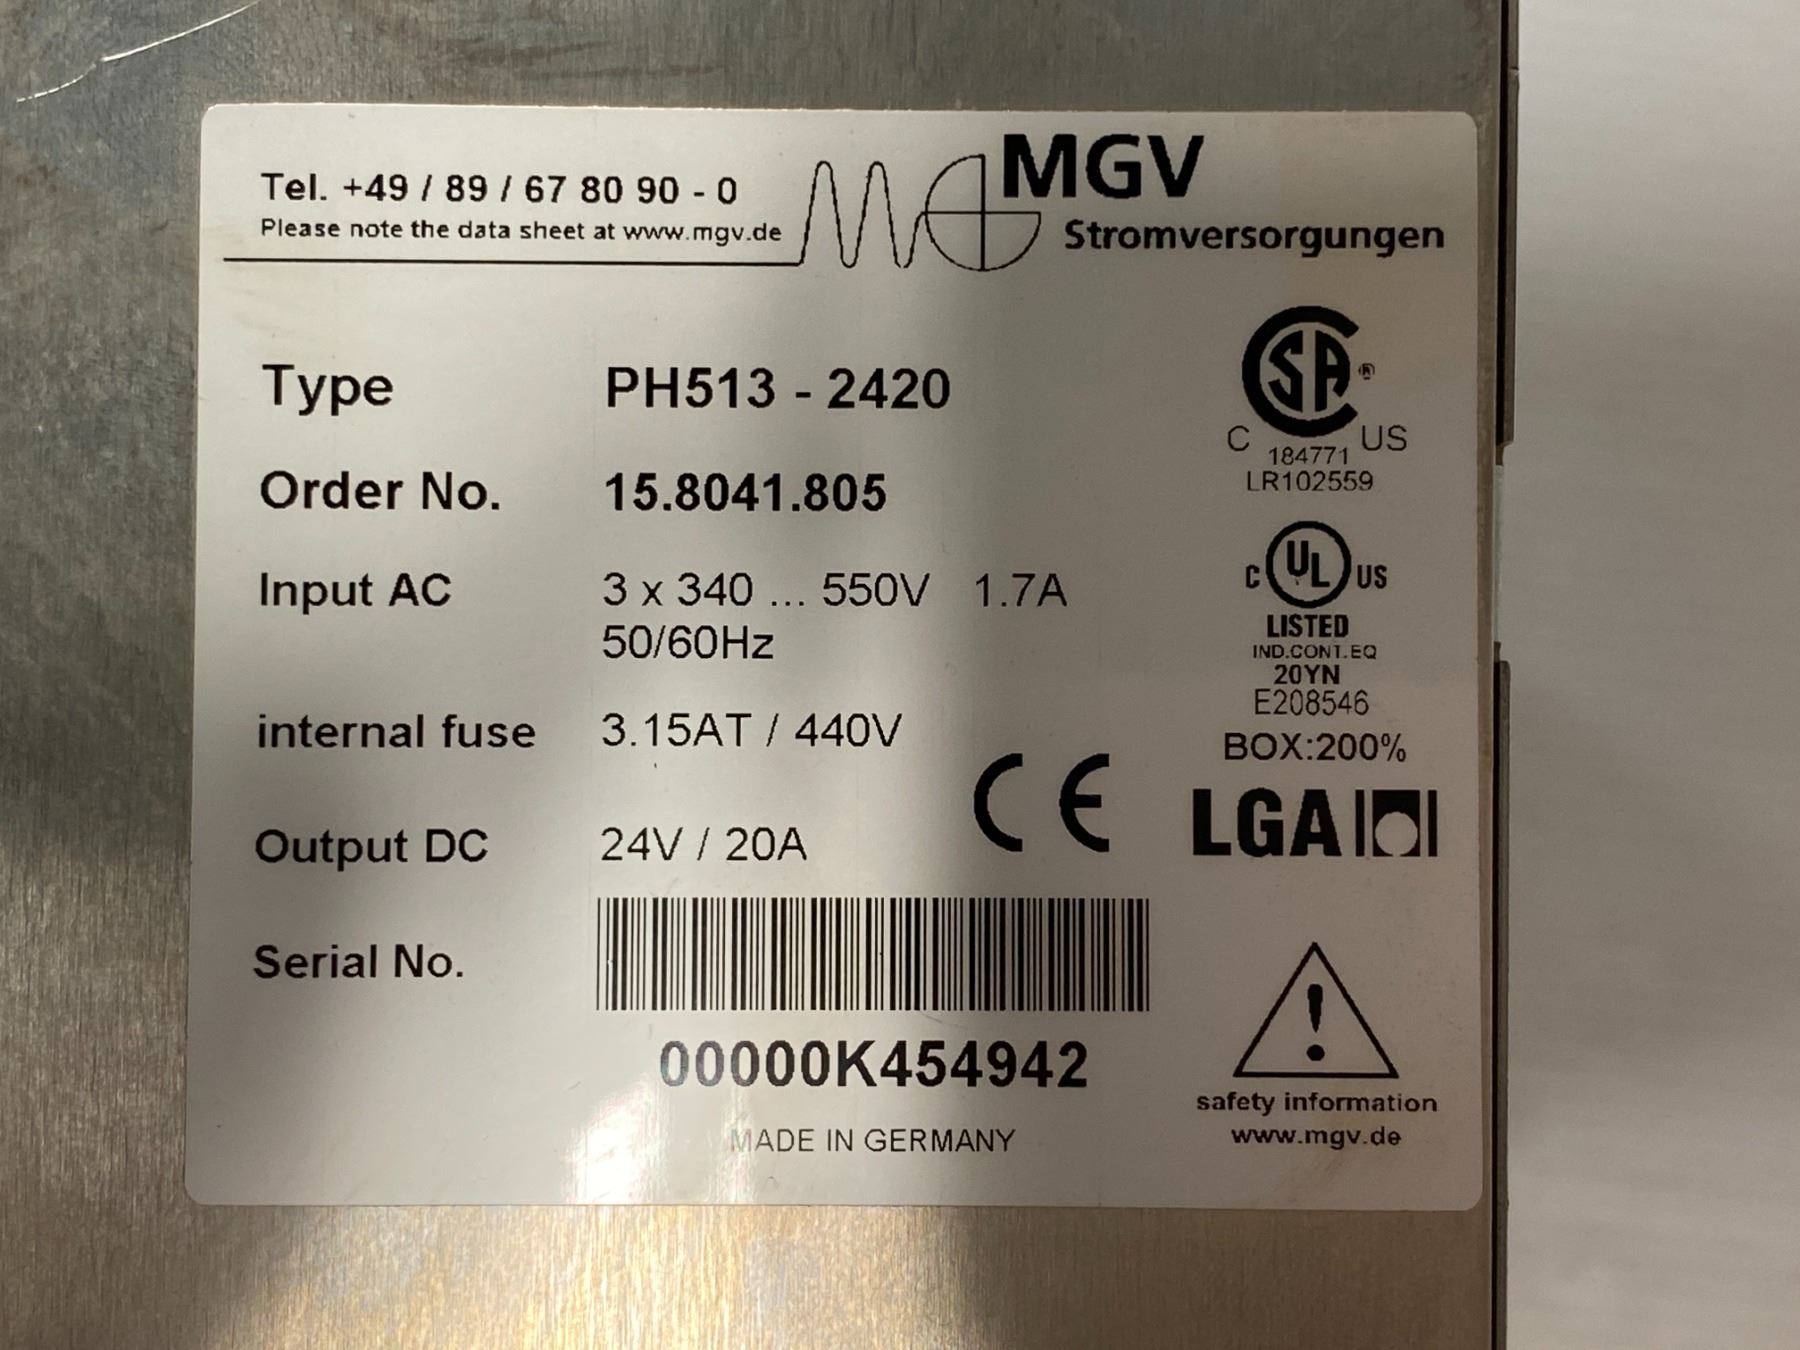 Tel. +49 / 89 / 67 80 90 - 0
Please note the data sheet at www.mgv.de
MGV
Stromversorgungen
Type PH513 - 2420
Order No. 15.8041.805
Input AC 3 x 340 ... 550V 1.7A
50/60Hz
internal fuse 3.15AT / 440V
Output DC 24V / 20A
Serial No.
00000K454942
MADE IN GERMANY
CSA ®
C US
184771
LR102559
C UL US
LISTED
IND.CONT.EQ
20YN
E208546
BOX:200%
CE
LGA
!
safety information
www.mgv.de